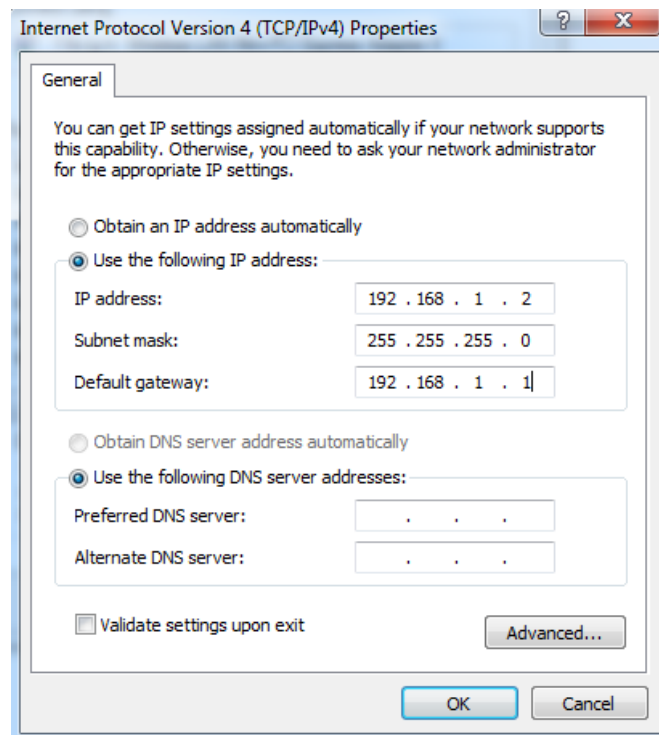 Internet Protocol Version 4 (TCP/IPv4) Properties
?
General
You can get IP settings assigned automatically if your network supports
this capability. Otherwise, you need to ask your network administrator
for the appropriate IP settings.
Obtain an IP address automatically
Use the following IP address:
IP address: 192 . 168 . 1 . 2
Subnet mask: 255 . 255 . 255 . 0
Default gateway: 192 . 168 . 1 . 1
Obtain DNS server address automatically
Use the following DNS server addresses:
Preferred DNS server: . . .
Alternate DNS server: . . .
Validate settings upon exit
Advanced...
OK Cancel